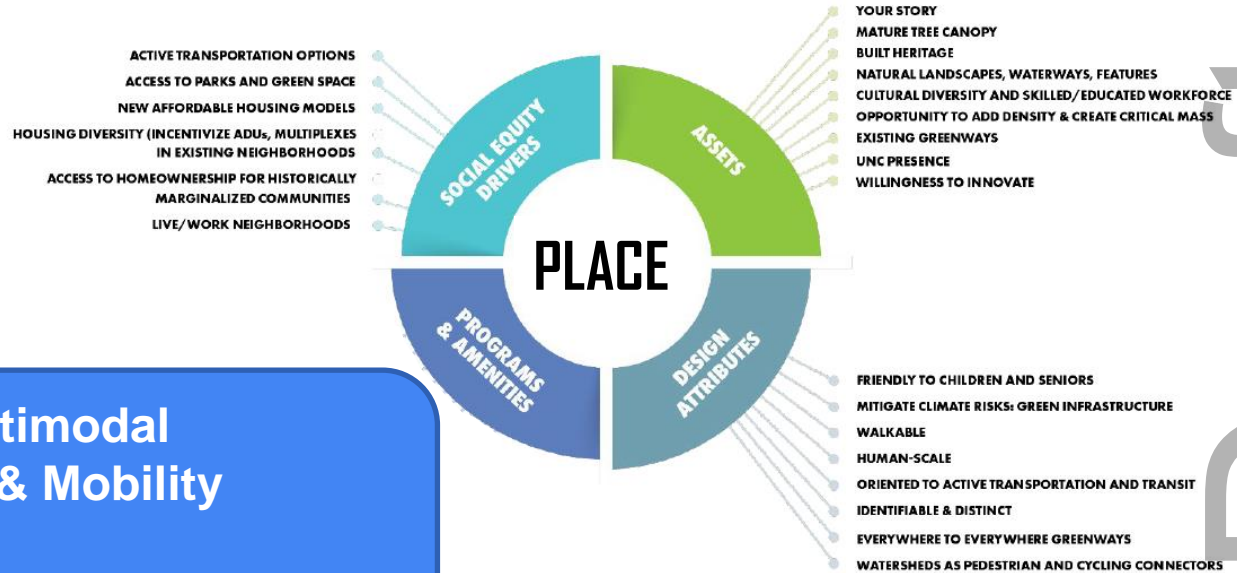 ACTIVE TRANSPORTATION OPTIONS
ACCESS TO PARKS AND GREEN SPACE
NEW AFFORDABLE HOUSING MODELS
HOUSING DIVERSITY (INCENTIVIZE ADUs, MULTIPLEXES
IN EXISTING NEIGHBORHOODS
ACCESS TO HOMEOWNERSHIP FOR HISTORICALLY
MARGINALIZED COMMUNITIES
LIVE/WORK NEIGHBORHOODS
SOCIAL EQUITY
DRIVERS
ASSETS
YOUR STORY
MATURE TREE CANOPY
BUILT HERITAGE
NATURAL LANDSCAPES, WATERWAYS, FEATURES
CULTURAL DIVERSITY AND SKILLED/EDUCATED WORKFORCE
OPPORTUNITY TO ADD DENSITY & CREATE CRITICAL MASS
EXISTING GREENWAYS
UNC PRESENCE
WILLINGNESS TO INNOVATE
PLACE
PROGRAMS
& AMENITIES
DESIGN
ATTRIBUTES
FRIENDLY TO CHILDREN AND SENIORS
MITIGATE CLIMATE RISKS: GREEN INFRASTRUCTURE
WALKABLE
HUMAN-SCALE
ORIENTED TO ACTIVE TRANSPORTATION AND TRANSIT
IDENTIFIABLE & DISTINCT
EVERYWHERE TO EVERYWHERE GREENWAYS
WATERSHEDS AS PEDESTRIAN AND CYCLING CONNECTORS
timodal
& Mobility